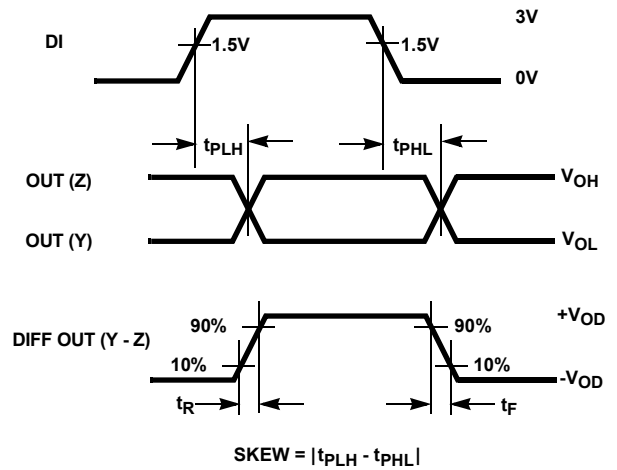 3V
DI
1.5V
1.5V
0V
tPLH
tPHL
OUT (Z)
VOH
OUT (Y)
VOL
+VOD
90%
90%
DIFF OUT (Y - Z)
10%
10%
-VOD
tR
tF
SKEW = |tPLH - tPHL|